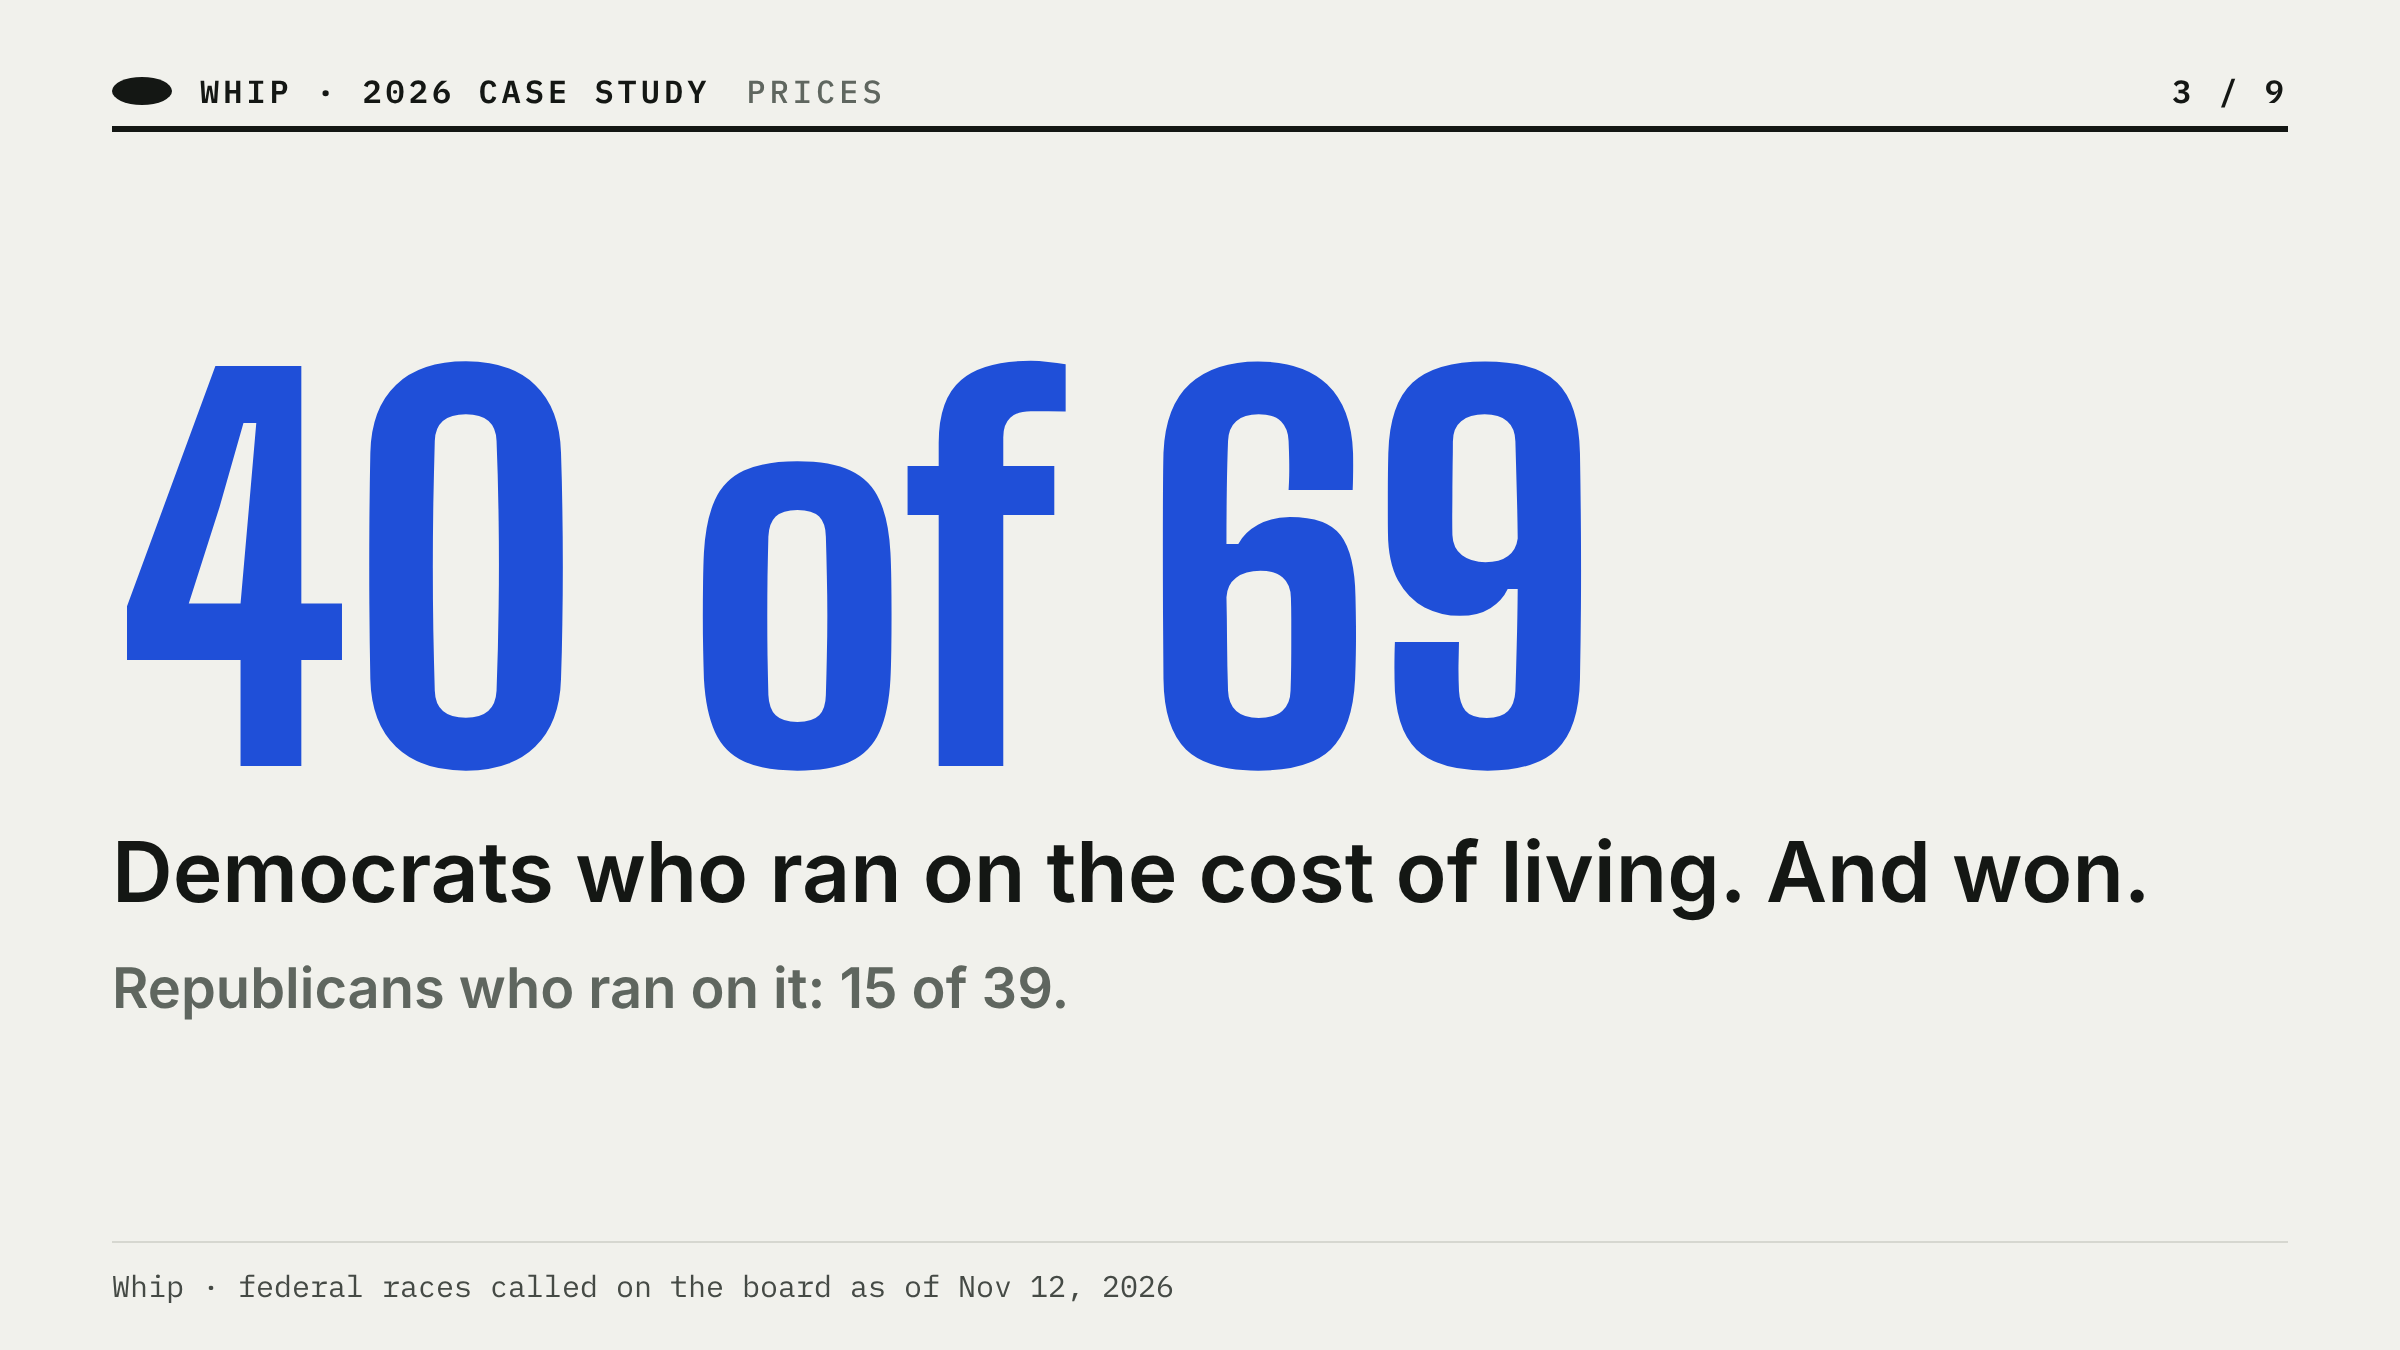 WHIP · 2026 CASE STUDY PRICES 3 / 9
40 of 69
Democrats who ran on the cost of living. And won.
Republicans who ran on it: 15 of 39.
Whip · federal races called on the board as of Nov 12, 2026